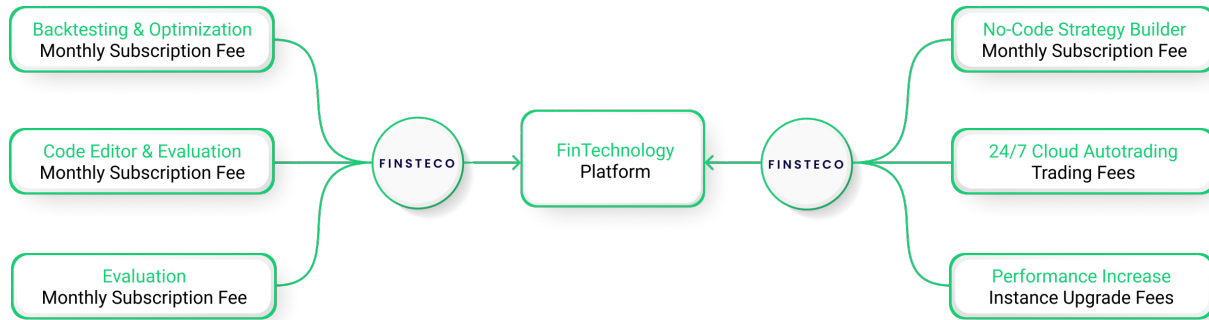 Backtesting & Optimization
Monthly Subscription Fee
Code Editor & Evaluation
Monthly Subscription Fee
Evaluation
Monthly Subscription Fee
FINSTECO
FinTechnology
Platform
FINSTECO
No-Code Strategy Builder
Monthly Subscription Fee
24/7 Cloud Autotrading
Trading Fees
Performance Increase
Instance Upgrade Fees